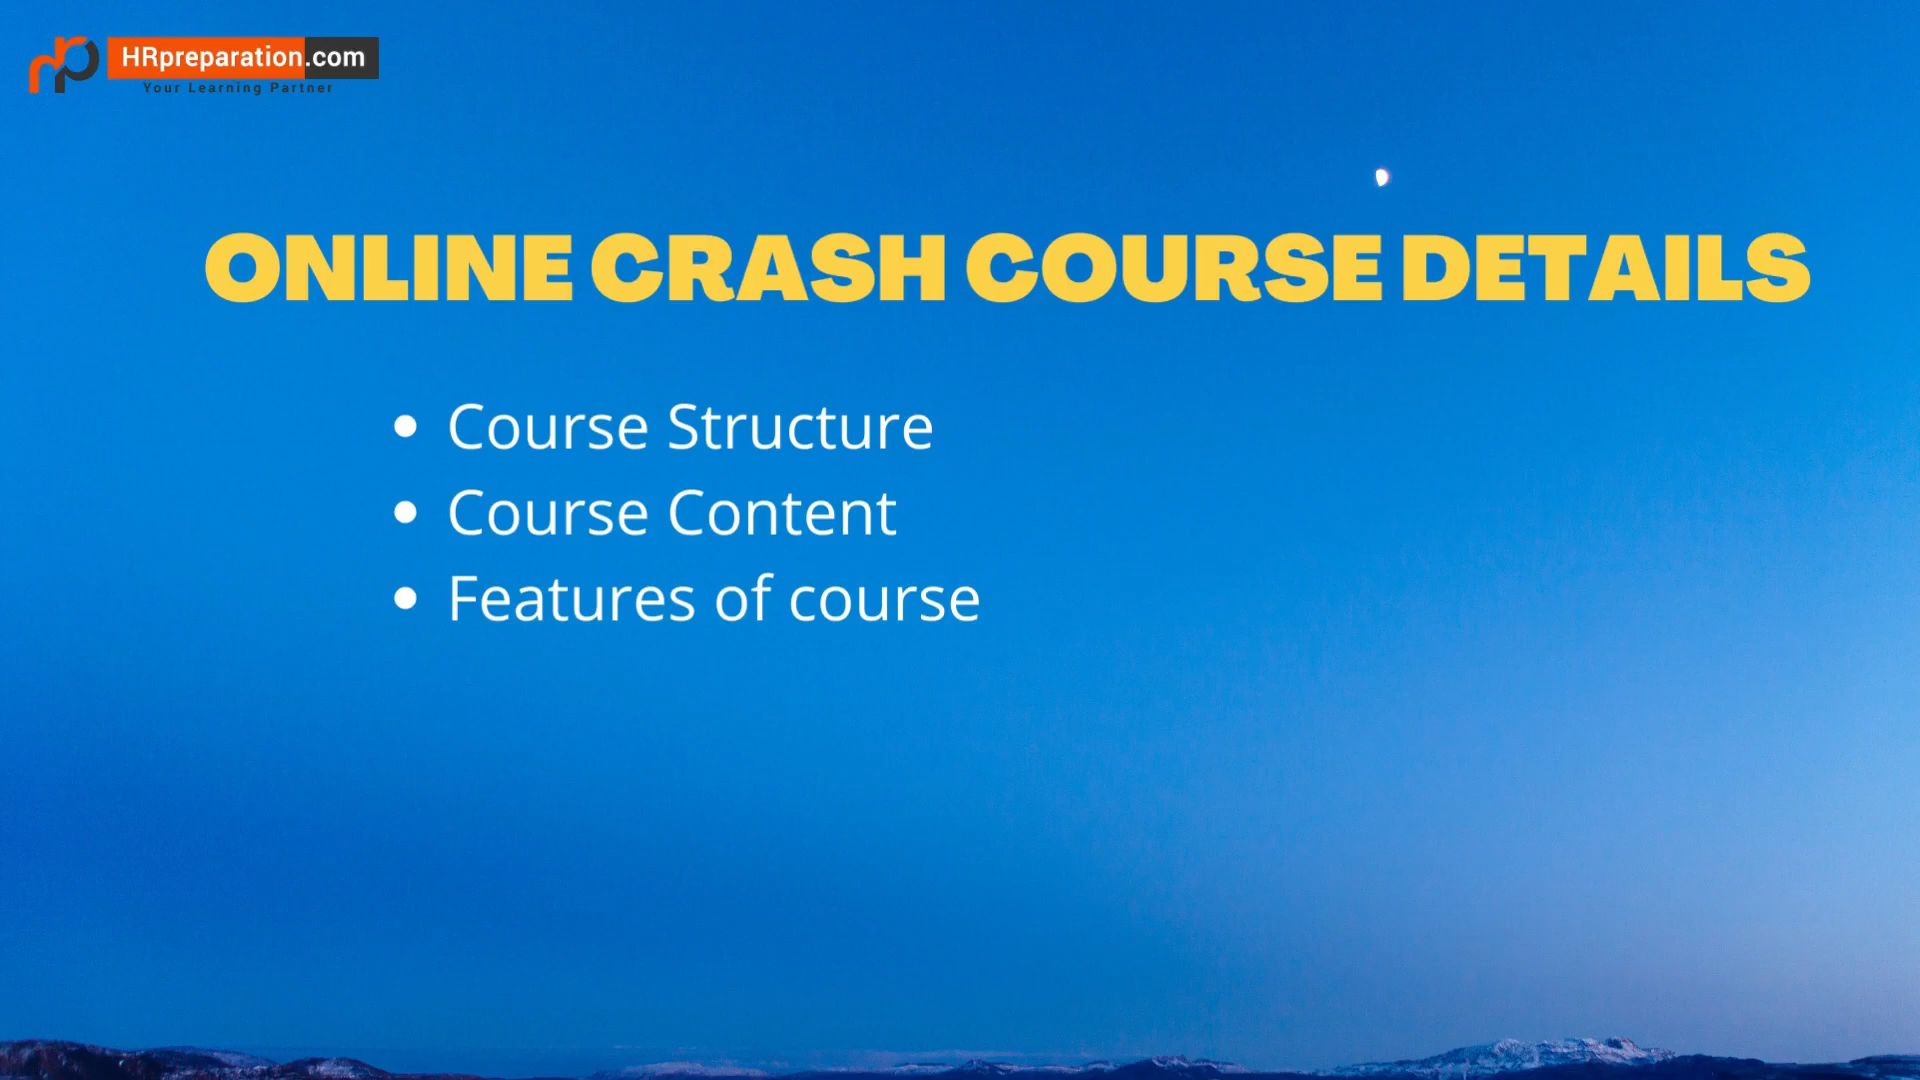 HRpreparation.com
Your Learning Partner
ONLINE CRASH COURSE DETAILS
• Course Structure
• Course Content
• Features of course